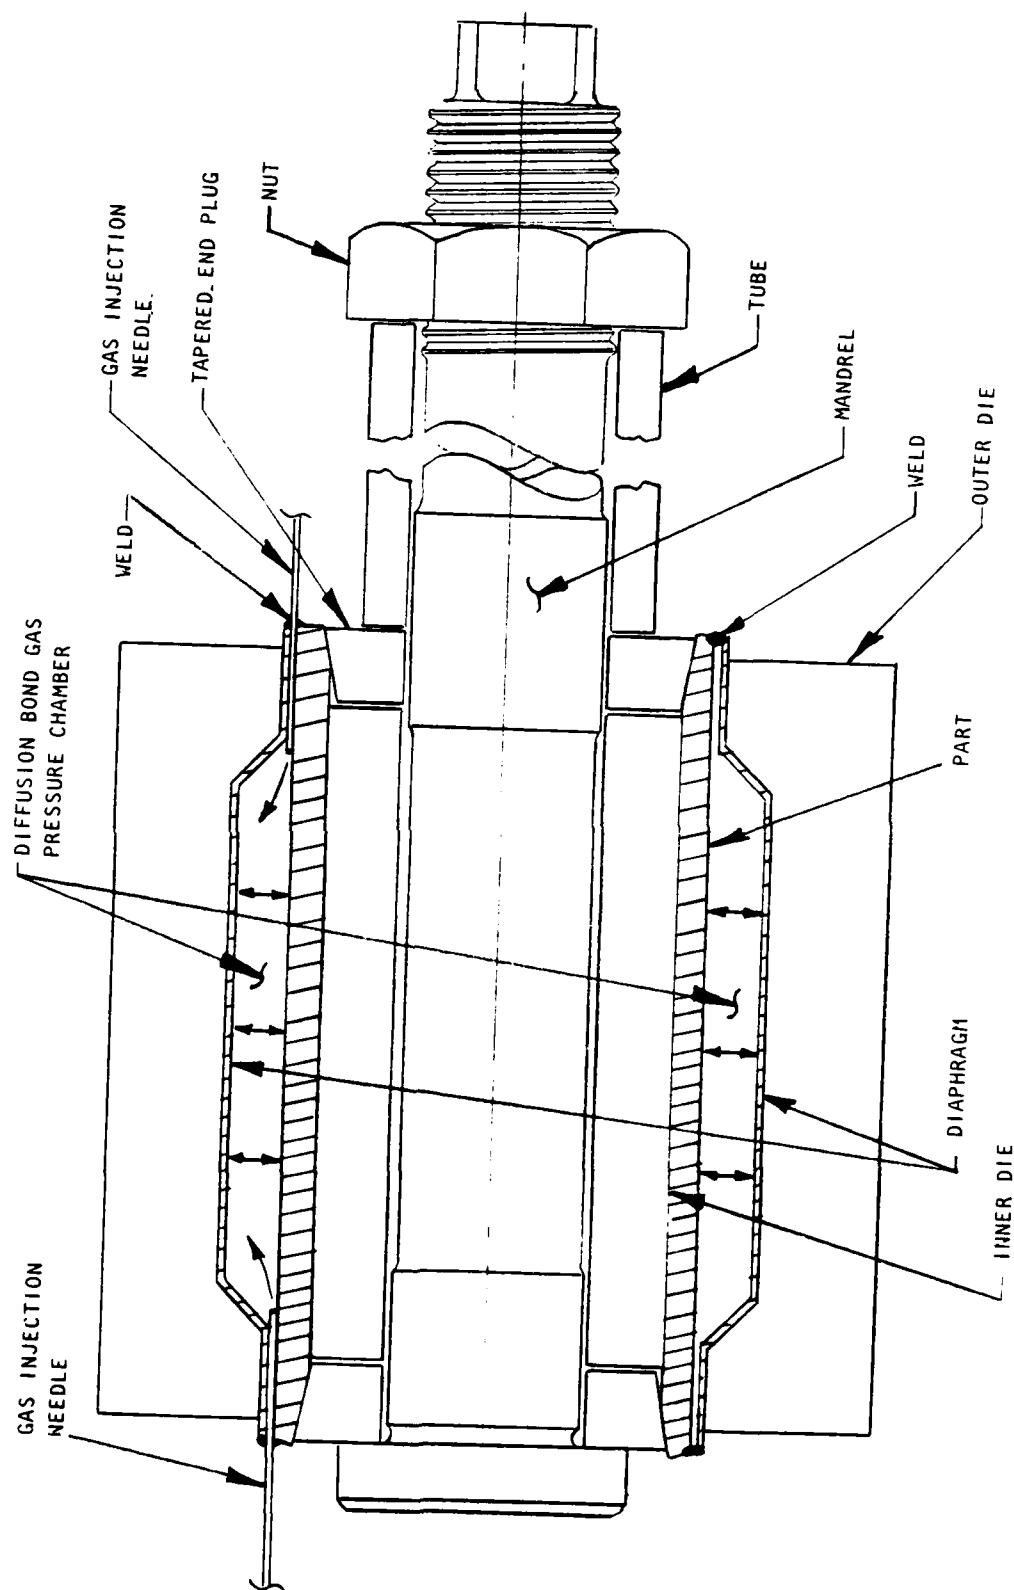 GAS INJECTION
NEEDLE
DIFFUSION BOND GAS
PRESSURE CHAMBER
WELD
GAS INJECTION
NEEDLE.
TAPERED END PLUG
NUT
TUBE
MANDREL
WELD
OUTER DIE
PART
DIAPHRAGM
INNER DIE